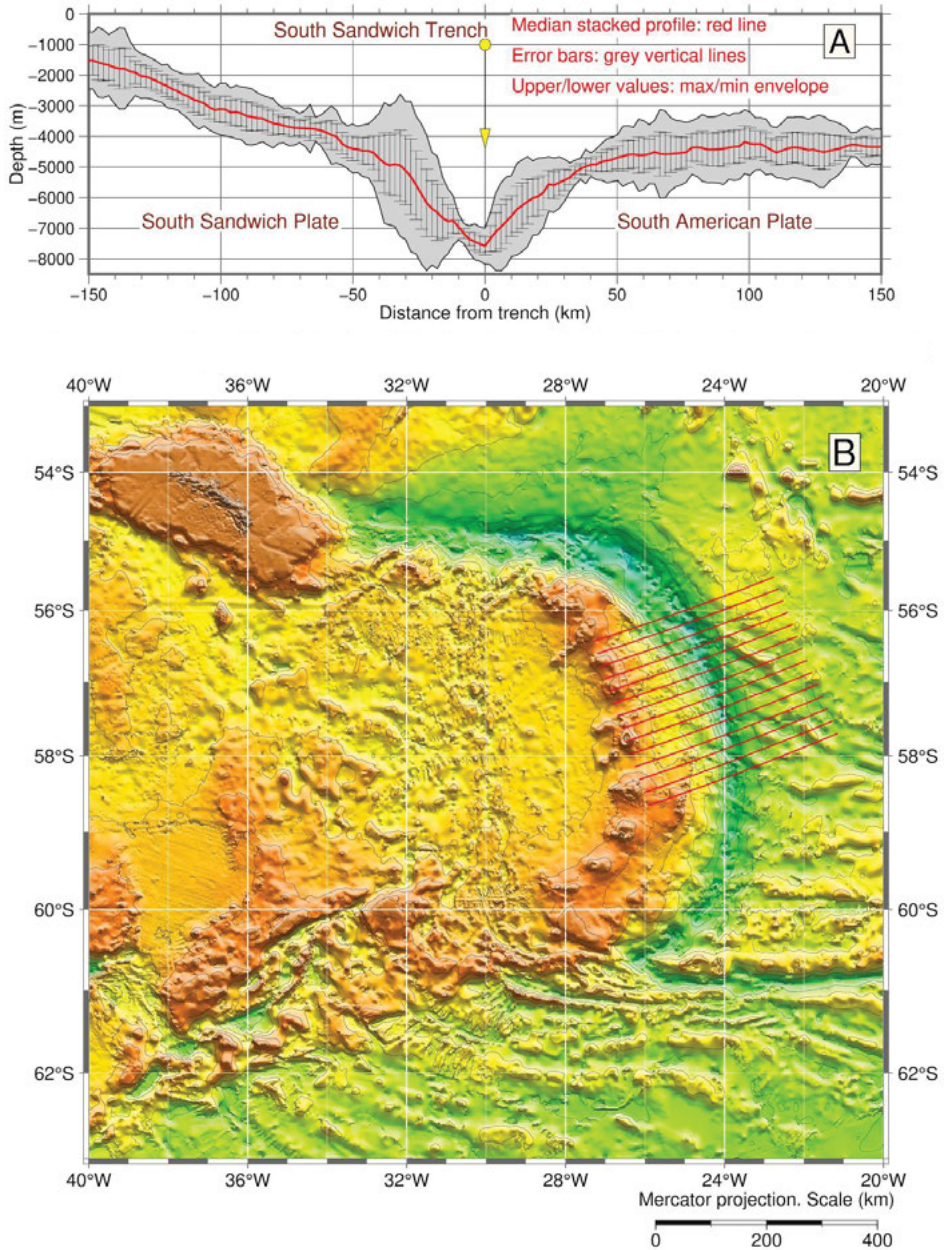 A
South Sandwich Trench
Median stacked profile: red line
Error bars: grey vertical lines
Upper/lower values: max/min envelope
Depth (m)
0
−1000
−2000
−3000
−4000
−5000
−6000
−7000
−8000
South Sandwich Plate
South American Plate
−150 −100 −50 0 50 100 150
Distance from trench (km)
40°W 36°W 32°W 28°W 24°W 20°W
B
54°S
56°S
58°S
60°S
62°S
54°S
56°S
58°S
60°S
62°S
40°W 36°W 32°W 28°W 24°W 20°W
Mercator projection. Scale (km)
0 200 400